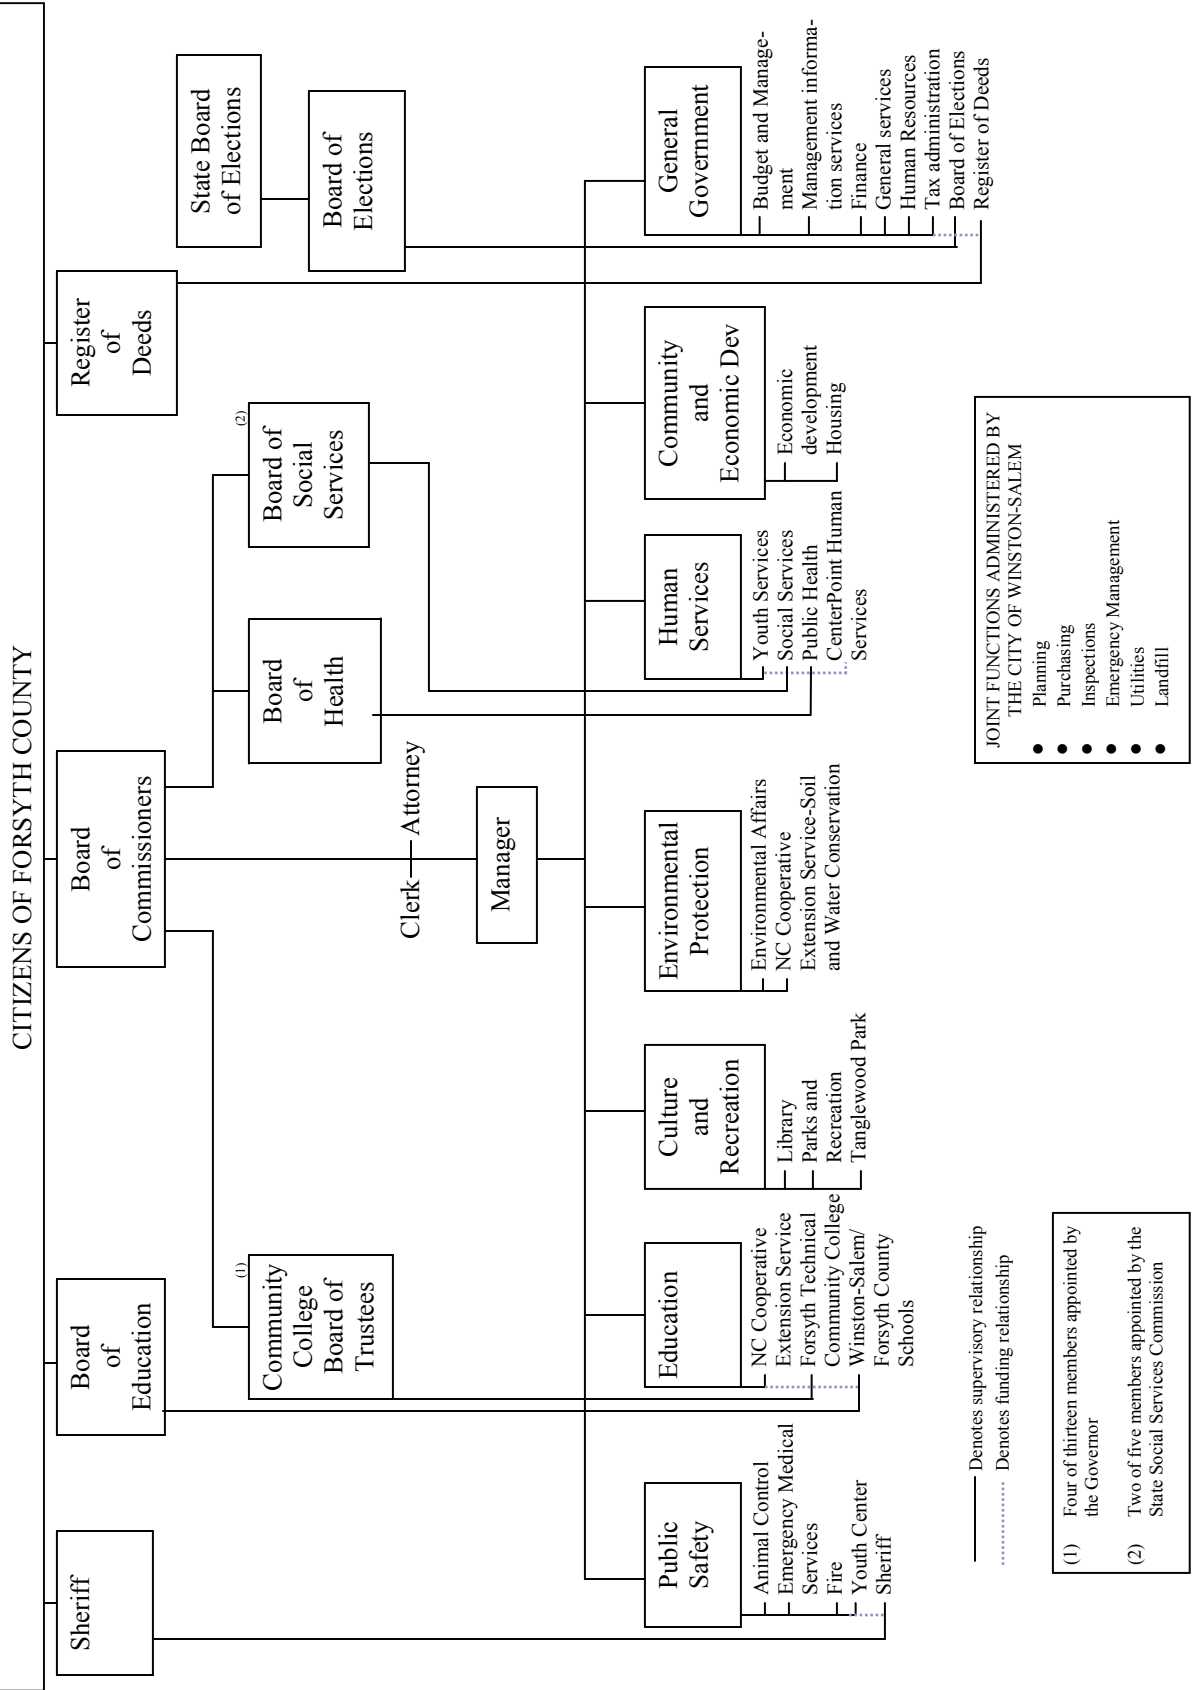 CITIZENS OF FORSYTH COUNTY
Sheriff
Board
of
Education
Board
of
Commissioners
Register
of
Deeds
State Board
of Elections
Board of
Elections
(1)
Community
College
Board of
Trustees
Board
of
Health
(2)
Board of
Social
Services
Clerk
Attorney
Manager
Public
Safety
Animal Control
Emergency Medical
Services
Fire
Youth Center
Sheriff
Education
NC Cooperative
Extension Service
Forsyth Technical
Community College
Winston-Salem/
Forsyth County
Schools
Culture
and
Recreation
Library
Parks and
Recreation
Tanglewood Park
Environmental
Protection
Environmental Affairs
NC Cooperative
Extension Service-Soil
and Water Conservation
Human
Services
Youth Services
Social Services
Public Health
CenterPoint Human
Services
Community
and
Economic Dev
Economic
development
Housing
General
Government
Budget and Manage-
ment
Management informa-
tion services
Finance
General services
Human Resources
Tax administration
Board of Elections
Register of Deeds
Denotes supervisory relationship
Denotes funding relationship
(1) Four of thirteen members appointed by
the Governor
(2) Two of five members appointed by the
State Social Services Commission
JOINT FUNCTIONS ADMINISTERED BY
THE CITY OF WINSTON-SALEM
● Planning
● Purchasing
● Inspections
● Emergency Management
● Utilities
● Landfill